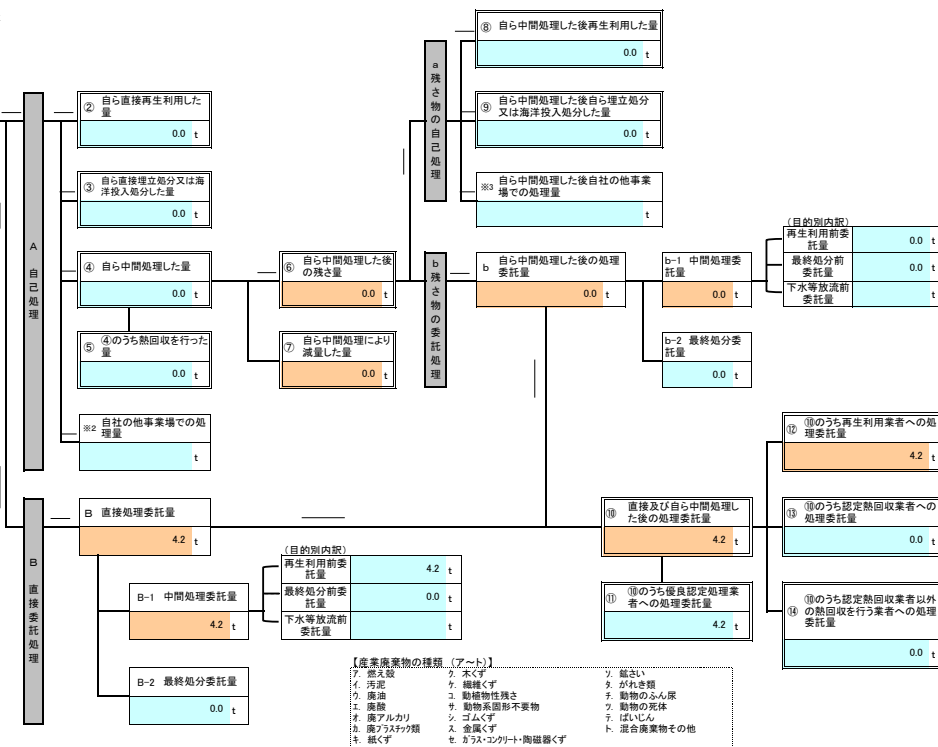 ⑧ 自ら中間処理した後再生利用した量
0.0 t
a 残さ物の自己処理
② 自ら直接再生利用した
量
0.0 t
⑨ 自ら中間処理した後自ら埋立処分
又は海洋投入処分した量
0.0 t
③ 自ら直接埋立処分又は海
洋投入処分した量
0.0 t
※3 自ら中間処理した後自社の他事業
場での処理量
t
A 自己処理
④ 自ら中間処理した量
0.0 t
⑥ 自ら中間処理した後
の残さ量
0.0 t
b 残さ物の委託処理
b 自ら中間処理した後の処理
委託量
0.0 t
b-1 中間処理委
託量
0.0 t
(目的別内訳)
再生利用前委
託量
0.0 t
最終処分前
委託量
0.0 t
下水等放流前
委託量
t
⑤ ④のうち熱回収を行った
量
0.0 t
⑦ 自ら中間処理により
減量した量
0.0 t
b-2 最終処分委
託量
0.0 t
※2 自社の他事業場での処
理量
t
⑫ ⑩のうち再生利用業者への処
理委託量
4.2 t
B 直接委託処理
B 直接処理委託量
4.2 t
⑩ 直接及び自ら中間処理し
た後の処理委託量
4.2 t
⑬ ⑩のうち認定熱回収業者への
処理委託量
0.0 t
B-1 中間処理委託量
4.2 t
(目的別内訳)
再生利用前委
託量
4.2 t
最終処分前委
託量
0.0 t
下水等放流前
委託量
t
⑪ ⑩のうち優良認定処理業
者への処理委託量
4.2 t
⑭ ⑩のうち認定熱回収業者以外
の熱回収を行う業者への処理
委託量
0.0 t
B-2 最終処分委託量
0.0 t
【産業廃棄物の種類 (ア～ト)】
ア. 燃え殻
イ. 汚泥
ウ. 廃油
エ. 廃酸
オ. 廃アルカリ
カ. 廃プラスチック類
キ. 紙くず
ク. 木くず
ケ. 繊維くず
コ. 動植物性残さ
サ. 動物系固形不要物
シ. ゴムくず
ス. 金属くず
セ. ガラス・コンクリート・陶磁器くず
ソ. 鉱さい
タ. がれき類
チ. 動物のふん尿
ツ. 動物の死体
テ. ばいじん
ト. 混合廃棄物その他